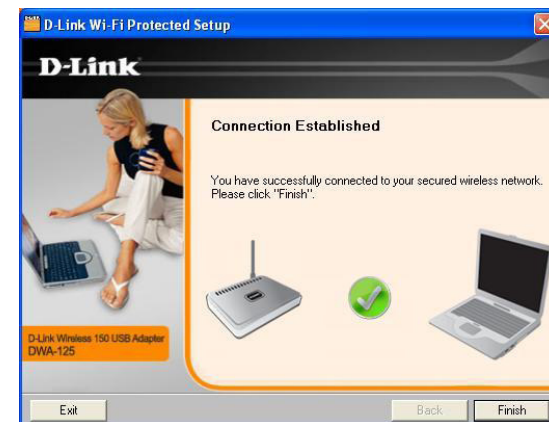 D-Link Wi-Fi Protected Setup
D-Link
Connection Established
You have successfully connected to your secured wireless network.
Please click "Finish".
D-Link Wireless 150 USB Adapter
DWA-125
Exit
Back
Finish